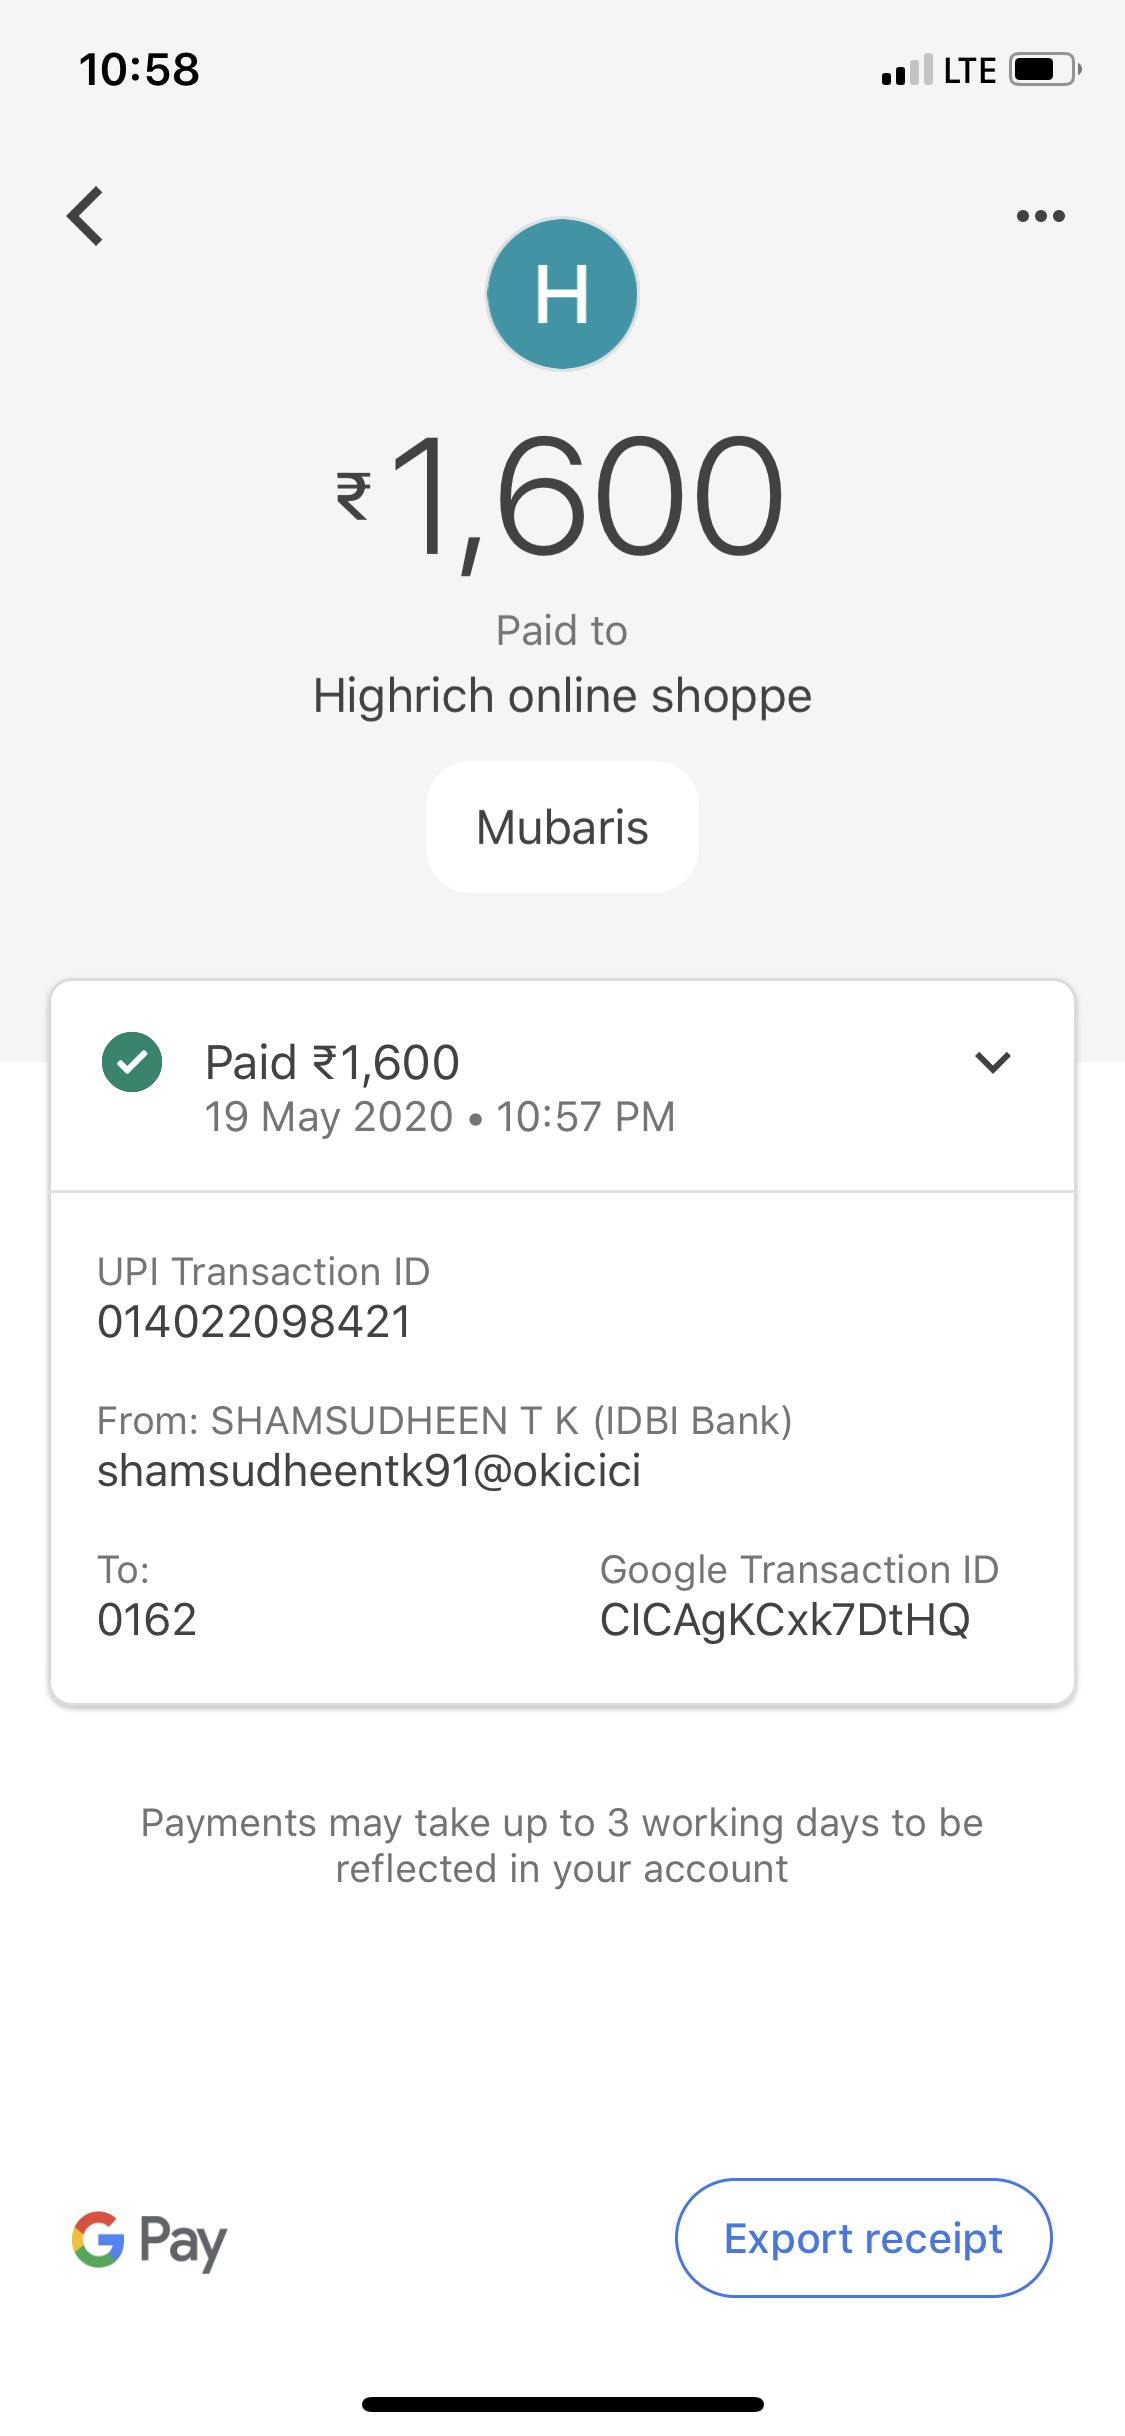 10:58 LTE
H
₹1,600
Paid to
Highrich online shoppe
Mubaris
Paid ₹1,600
19 May 2020 • 10:57 PM
UPI Transaction ID
014022098421
From: SHAMSUDHEEN T K (IDBI Bank)
shamsudheentk91@okicici
To:
0162
Google Transaction ID
CICAgKCxk7DtHQ
Payments may take up to 3 working days to be
reflected in your account
G Pay
Export receipt